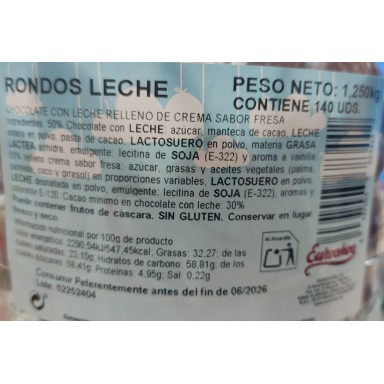 RONDOS LECHE
PESO NETO: 1,250kg
CONTIENE 140 UDS.
CHOCOLATE CON LECHE RELLENO DE CREMA SABOR FRESA
Ingredientes: 50% Chocolate con LECHE azúcar, manteca de cacao, LECHE
entera en polvo, pasta de cacao, LACTOSUERO en polvo, materia GRASA
LÁCTEA anhidra, emulgente, lecitina de SOJA (E-322) y aroma a vainilla
50% relleno crema sabor fresa: azúcar, grasas y aceites vegetales (palma,
coco y girasol) en proporciones variables, LACTOSUERO en polvo,
LECHE desnatada en polvo, emulgente: lecitina de SOJA (E-322), aroma
E-120. Cacao mínimo en chocolate con leche: 30%
Puede contener frutos de cáscara. SIN GLUTEN. Conservar en lugar
fresco y seco.
Información nutricional por 100g de producto
Valor energético: 2290,54kJ/547,45kcal, Grasas: 32,27; de las
cuales saturadas: 23,10g; Hidratos de carbono: 58,81g; de los
cuales azúcares: 58,41g; Proteínas: 4,95g; Sal: 0,22g
Consumir Preferentemente antes del fin de 06/2026
Lote: 52252404